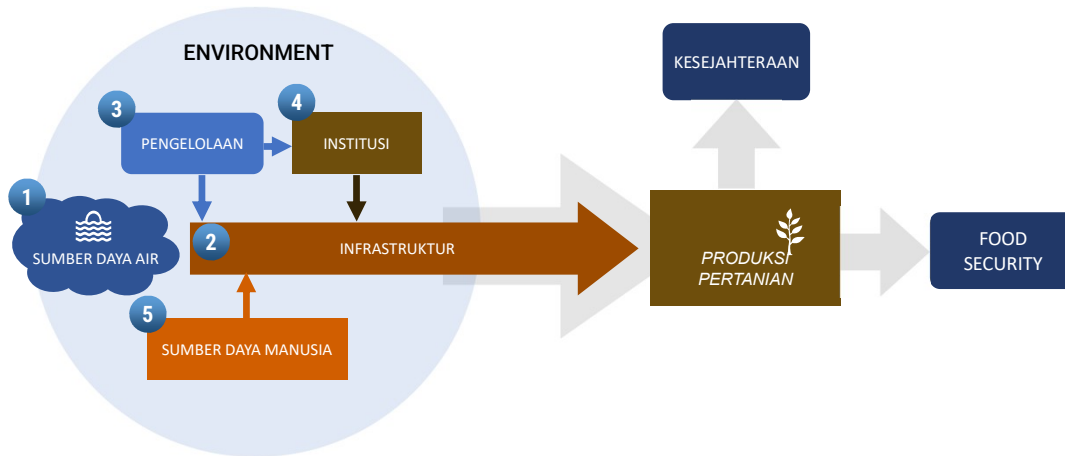 ENVIRONMENT
KESEJAHTERAAN
3
PENGELOLAAN
4
INSTITUSI
1
SUMBER DAYA AIR
2
INFRASTRUKTUR
5
SUMBER DAYA MANUSIA
PRODUKSI
PERTANIAN
FOOD
SECURITY